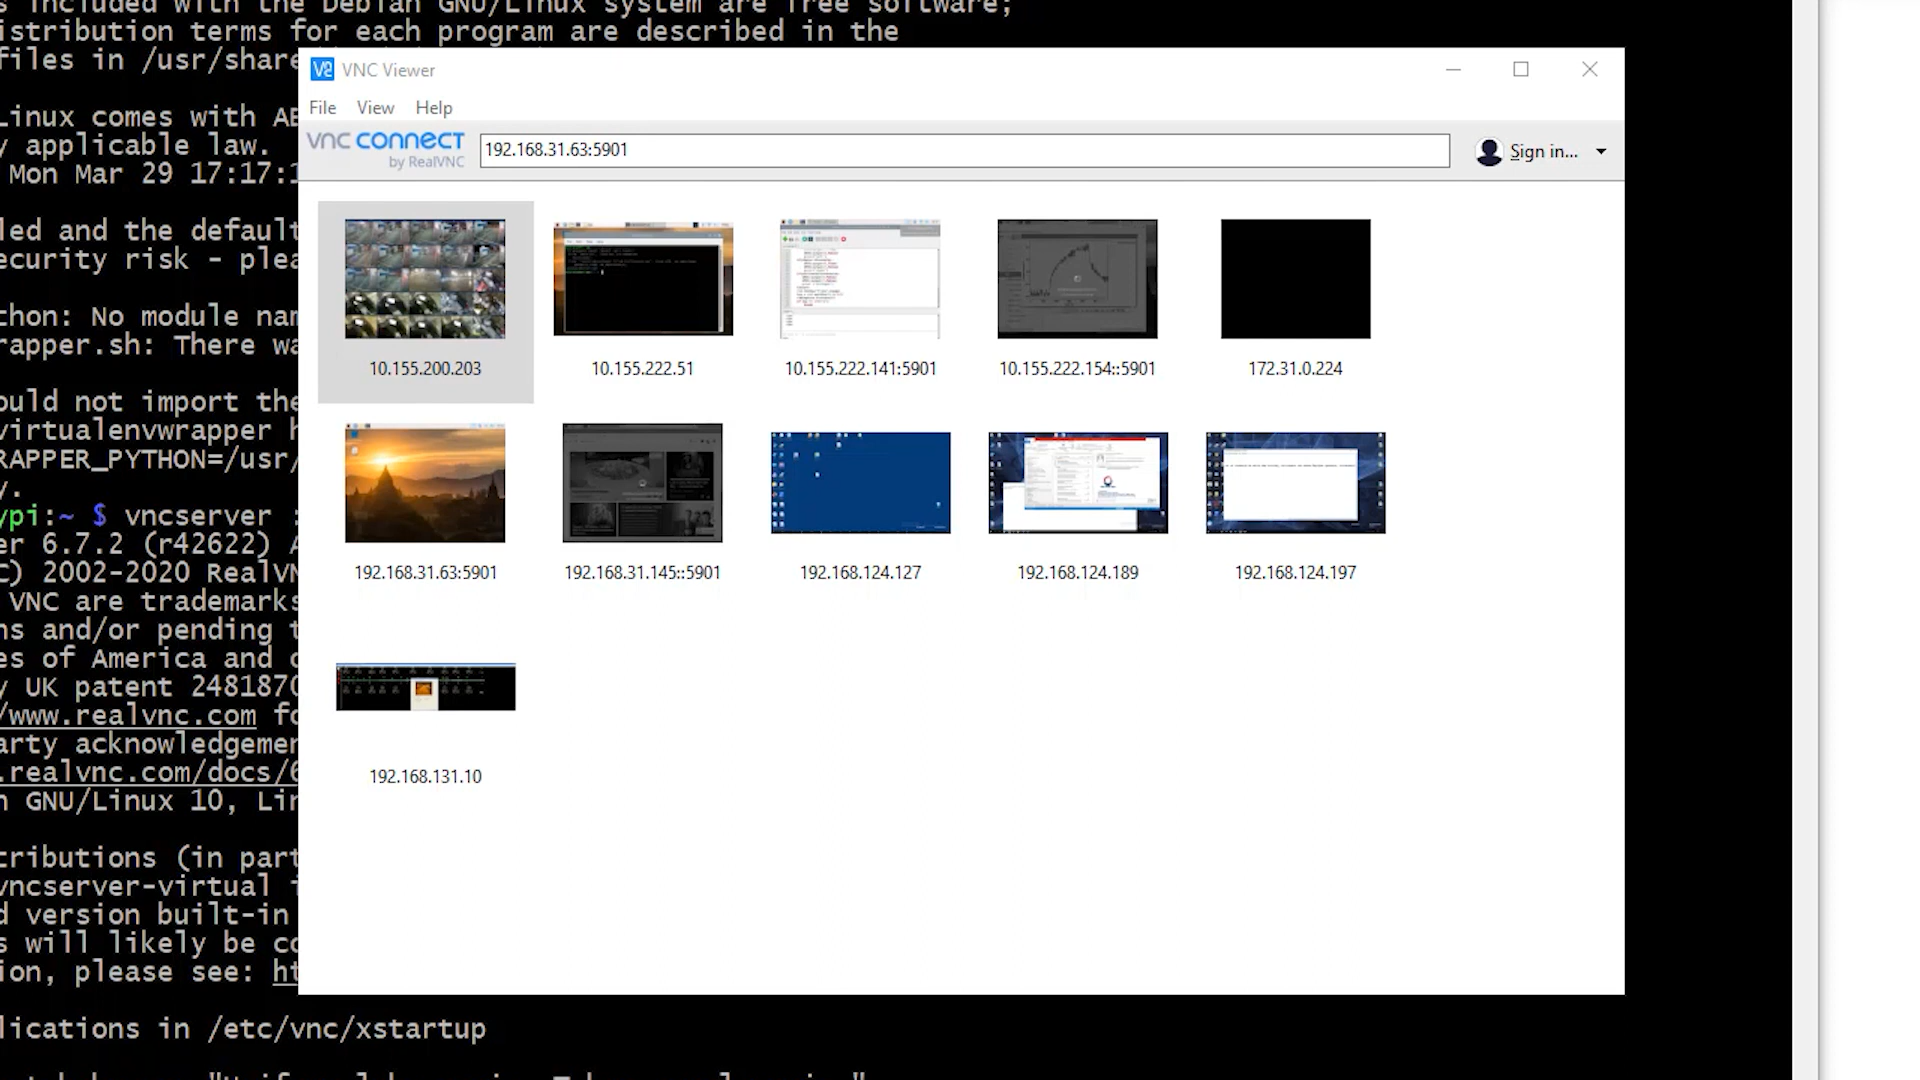 s included with the Debian GNU/Linux system are free software;
istribution terms for each program are described in the
files in /usr/share
Linux comes with AB
y applicable law.
Mon Mar 29 17:17:1
led and the default
ecurity risk - plea
thon: No module nam
rapper.sh: There wa
ould not import the
virtualenvwrapper h
RAPPER_PYTHON=/usr/
y.
ypi:~ $ vncserver :
er 6.7.2 (r42622) A
C) 2002-2020 RealVN
VNC are trademarks
ns and/or pending t
es of America and o
y UK patent 2481870
/www.realvnc.com fo
arty acknowledgemen
.realvnc.com/docs/6
n GNU/Linux 10, Lin
tributions (in part
vncserver-virtual i
d version built-in
s will likely be co
ion, please see: ht
lications in /etc/vnc/xstartup
VNC Viewer
File View Help
vnc connect
by RealVNC
192.168.31.63:5901
Sign in...
10.155.200.203
10.155.222.51
10.155.222.141:5901
10.155.222.154::5901
172.31.0.224
192.168.31.63:5901
192.168.31.145::5901
192.168.124.127
192.168.124.189
192.168.124.197
192.168.131.10